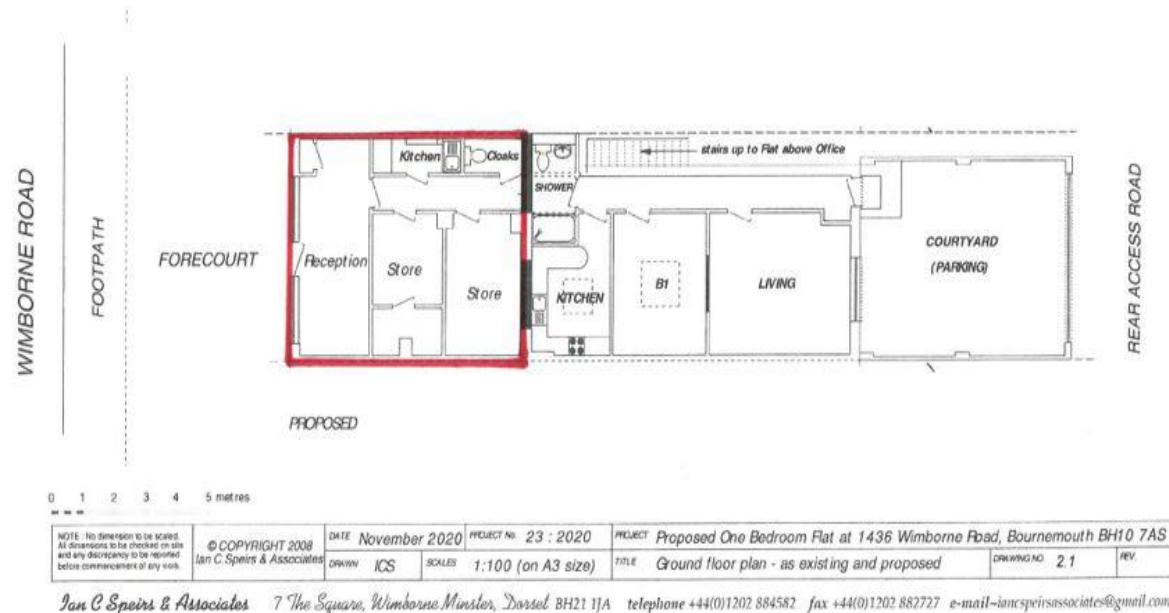 WIMBORNE ROAD
FOOTPATH
FORECOURT
Reception
Kitchen
Cloaks
Store
Store
SHOWER
stairs up to Flat above Office
KITCHEN
B1
LIVING
COURTYARD
(PARKING)
REAR ACCESS ROAD
PROPOSED
0 1 2 3 4 5 metres
NOTE : No dimension to be scaled.
All dimensions to be checked on site
and any discrepancy to be reported
before commencement of any work.
© COPYRIGHT 2008
Ian C Speirs & Associates
DATE November 2020
PROJECT No. 23 : 2020
PROJECT Proposed One Bedroom Flat at 1436 Wimborne Road, Bournemouth BH10 7AS
DRAWN ICS
SCALES 1:100 (on A3 size)
TITLE Ground floor plan - as existing and proposed
DRAWING NO. 2.1
REV.
Ian C Speirs & Associates 7 The Square, Wimborne Minster, Dorset BH21 1JA telephone +44(0)1202 884582 fax +44(0)1202 882727 e-mail-iancspeirsassociates@gmail.com